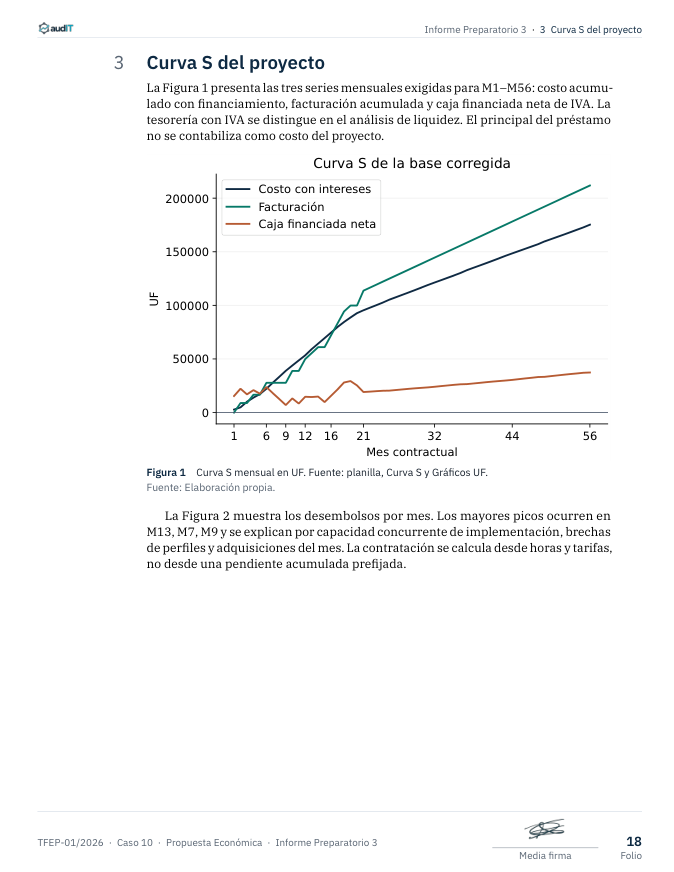 audIT
Informe Preparatorio 3 · 3 Curva S del proyecto
3 Curva S del proyecto
La Figura 1 presenta las tres series mensuales exigidas para M1–M56: costo acumu-
lado con financiamiento, facturación acumulada y caja financiada neta de IVA. La
tesorería con IVA se distingue en el análisis de liquidez. El principal del préstamo
no se contabiliza como costo del proyecto.
Curva S de la base corregida
Costo con intereses
Facturación
Caja financiada neta
200000
150000
100000
50000
0
UF
1 6 9 12 16 21 32 44 56
Mes contractual
Figura 1 Curva S mensual en UF. Fuente: planilla, Curva S y Gráficos UF.
Fuente: Elaboración propia.
La Figura 2 muestra los desembolsos por mes. Los mayores picos ocurren en
M13, M7, M9 y se explican por capacidad concurrente de implementación, brechas
de perfiles y adquisiciones del mes. La contratación se calcula desde horas y tarifas,
no desde una pendiente acumulada prefijada.
TFEP-01/2026 · Caso 10 · Propuesta Económica · Informe Preparatorio 3
Media firma
18
Folio